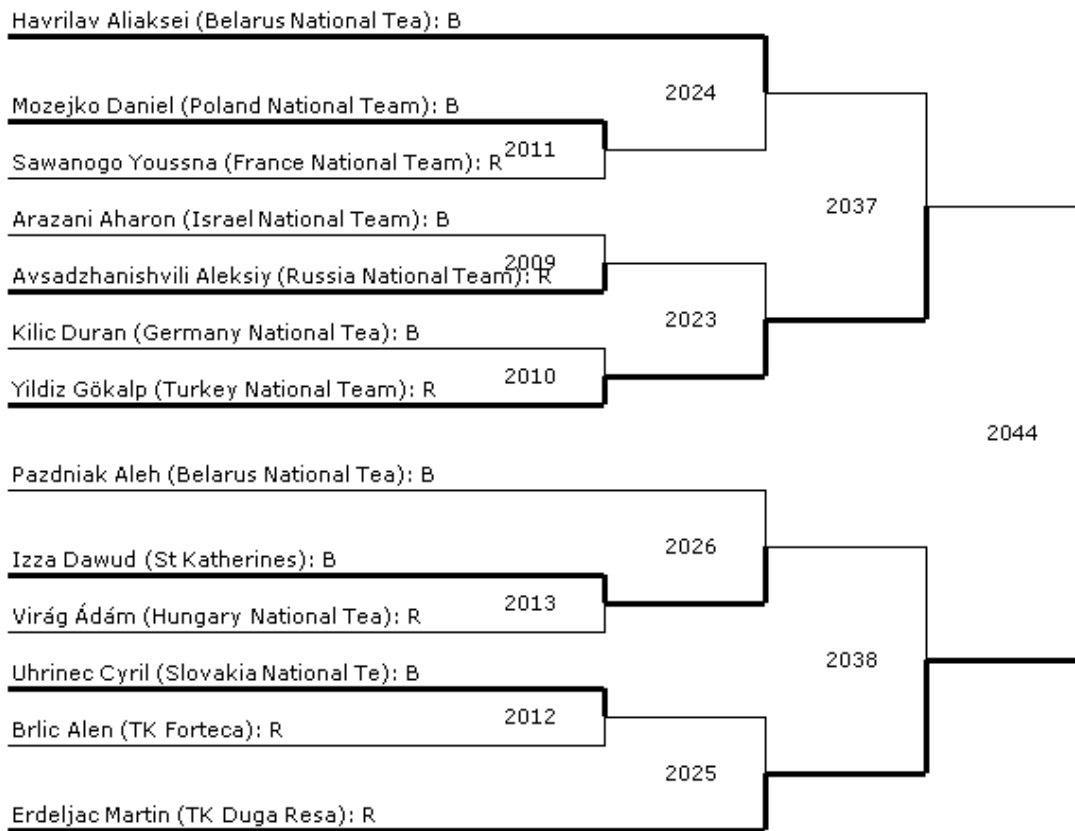 Havrilav Aliaksei (Belarus National Tea): B
2024
Mozejko Daniel (Poland National Team): B
2011
Sawanogo Youssna (France National Team): R
2037
Arazani Aharon (Israel National Team): B
2009
Avsadzhanishvili Aleksiy (Russia National Team): R
2023
Kilic Duran (Germany National Tea): B
2010
Yildiz Gökalp (Turkey National Team): R
2044
Pazdniak Aleh (Belarus National Tea): B
2026
Izza Dawud (St Katherines): B
2013
Virág Ádám (Hungary National Tea): R
2038
Uhrinec Cyril (Slovakia National Te): B
2012
Brlic Alen (TK Forteca): R
2025
Erdeljac Martin (TK Duga Resa): R